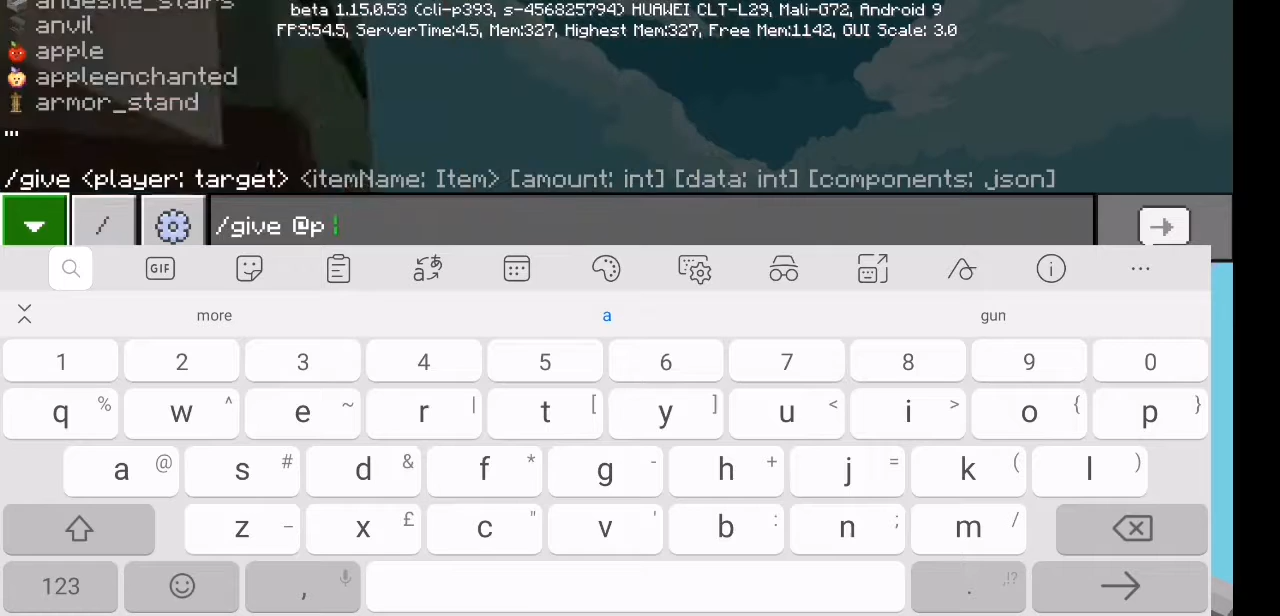 andesite_stairs
beta 1.15.0.53 (cli-p393, s-456825794) HUAWEI CLT-L29, Mali-G72, Android 9
anvil
FPS:54.5, ServerTime:4.5, Mem:327, Highest Mem:327, Free Mem:1142, GUI Scale: 3.0
apple
appleenchanted
armor_stand
...
/give <player: target> <itemName: Item> [amount: int] [data: int] [components: json]
/ /give @p
GIF
more a gun
1 2 3 4 5 6 7 8 9 0
q % w ^ e ~ r | t [ y ] u < i > o { p }
a @ s # d & f * g - h + j = k ( l )
z _ x £ c " v ' b : n ; m /
123 , . ,!?